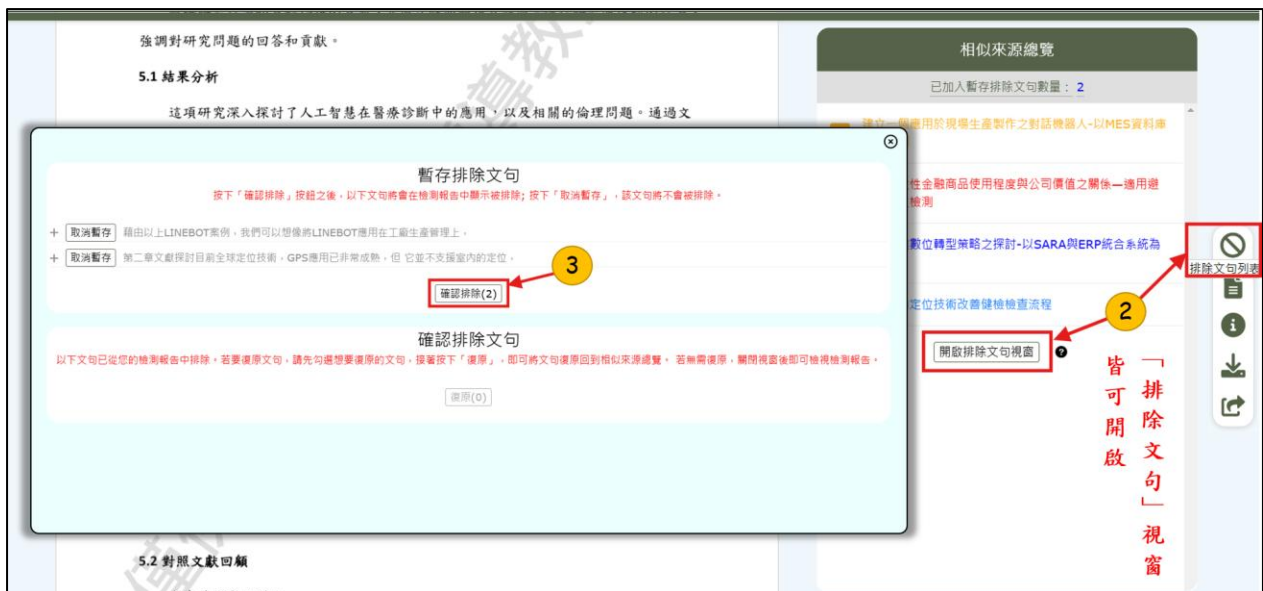 強調對研究問題的回答和貢獻。
5.1 結果分析
這項研究深入探討了人工智慧在醫療診斷中的應用，以及相關的倫理問題。通過文
相似來源總覽
已加入暫存排除文句數量： 2
建立一個應用於現場生產製作之對話機器人-以MES資料庫
性金融商品使用程度與公司價值之關係—適用避
檢測
數位轉型策略之探討-以SARA與ERP統合系統為
定位技術改善健檢檢查流程
開啟排除文句視窗
排除文句列表
2
「排除文句」視窗
皆可開啟
暫存排除文句
按下「確認排除」按鈕之後，以下文句將會在檢測報告中顯示被排除; 按下「取消暫存」，該文句將不會被排除。
+ 取消暫存 藉由以上LINEBOT案例，我們可以想像將LINEBOT應用在工廠生產管理上，
+ 取消暫存 第二章文獻探討目前全球定位技術，GPS應用已非常成熟，但 它並不支援室內的定位，
確認排除(2)
3
確認排除文句
以下文句已從您的檢測報告中排除。若要復原文句，請先勾選想要復原的文句，接著按下「復原」，即可將文句復原回到相似來源總覽。 若無需復原，關閉視窗後即可檢視檢測報告。
復原(0)
5.2 對照文獻回顧